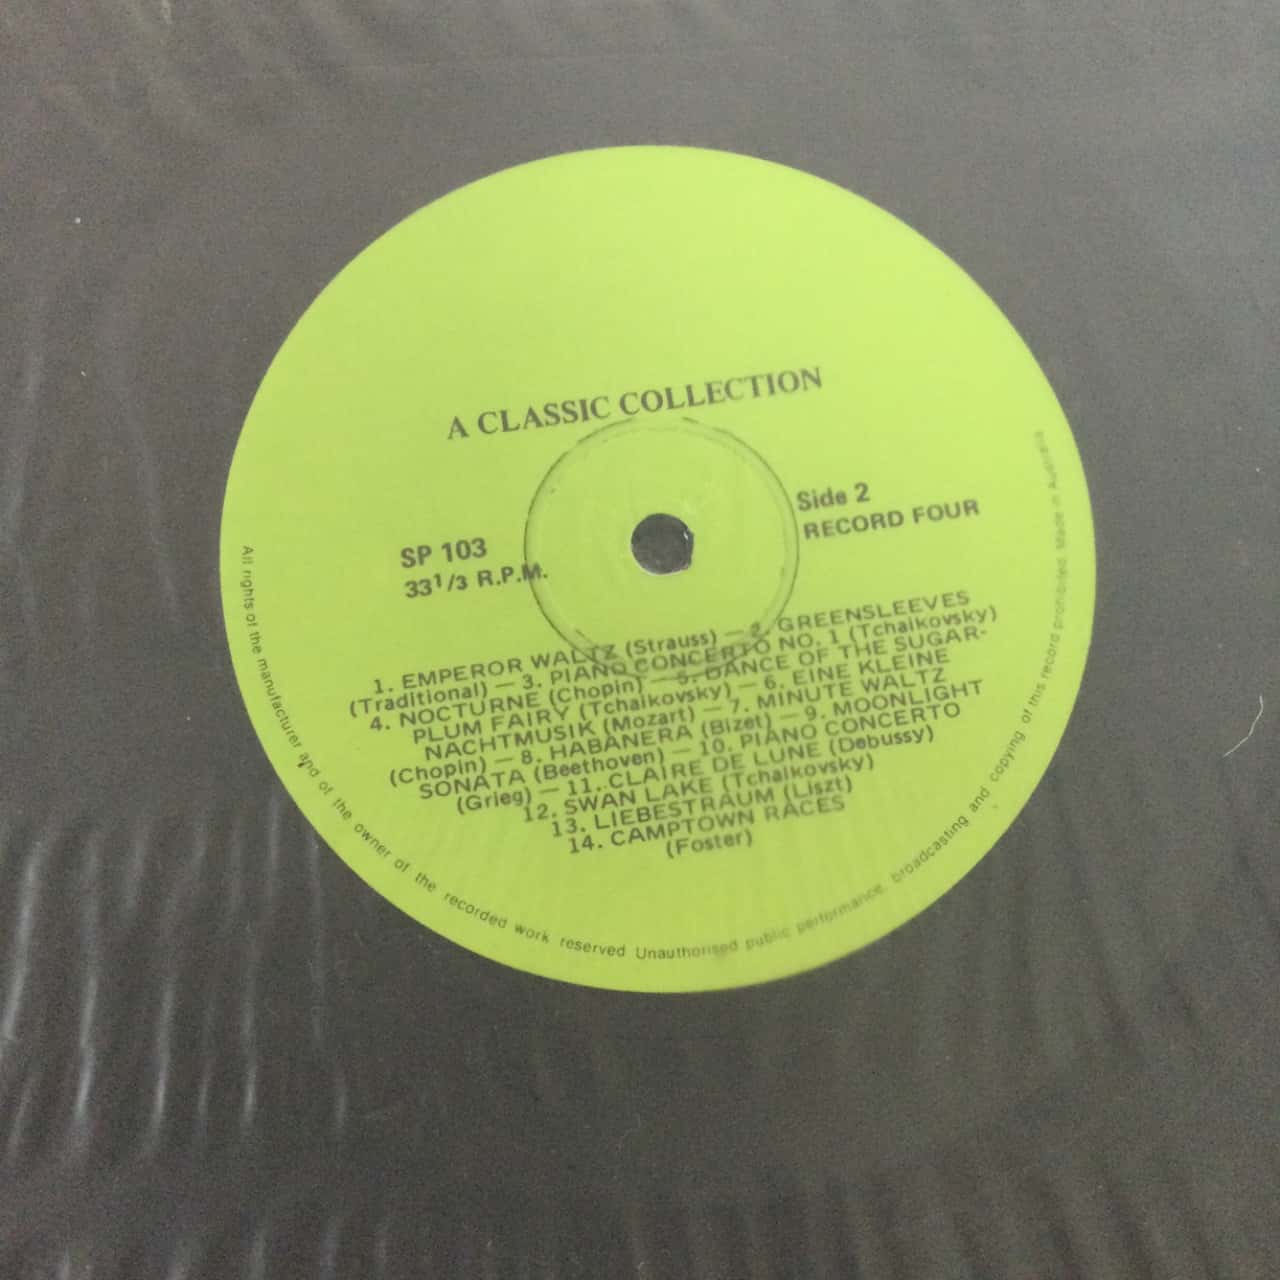 A CLASSIC COLLECTION
SP 103
33 1/3 R.P.M.
Side 2
RECORD FOUR
1. EMPEROR WALTZ (Strauss) — 2. GREENSLEEVES
(Traditional) — 3. PIANO CONCERTO NO. 1 (Tchaikovsky)
4. NOCTURNE (Chopin) — 5. DANCE OF THE SUGAR-
PLUM FAIRY (Tchaikovsky) — 6. EINE KLEINE
NACHTMUSIK (Mozart) — 7. MINUTE WALTZ
(Chopin) — 8. HABANERA (Bizet) — 9. MOONLIGHT
SONATA (Beethoven) — 10. PIANO CONCERTO
(Grieg) — 11. CLAIRE DE LUNE (Debussy)
12. SWAN LAKE (Tchaikovsky)
13. LIEBESTRAUM (Liszt)
14. CAMPTOWN RACES
(Foster)
All rights of the manufacturer and of the owner of the recorded work reserved Unauthorised public performance, broadcasting and copying of this record prohibited. Made in Australia